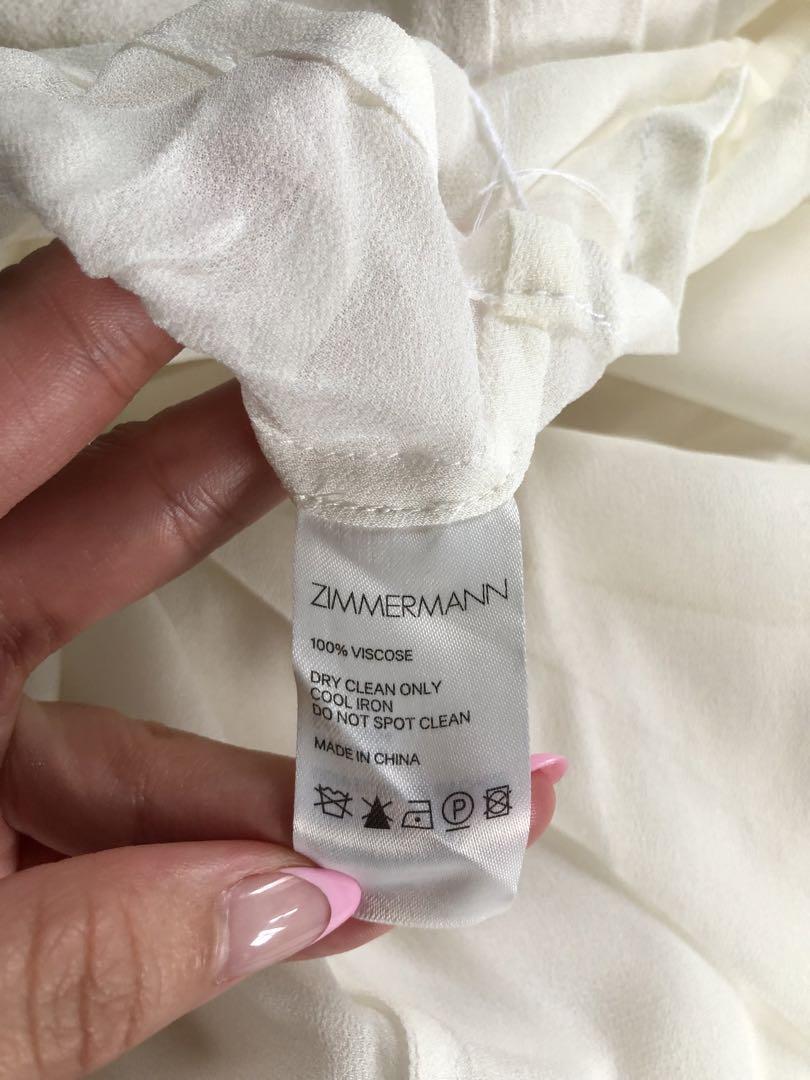 ZIMMERMANN
100% VISCOSE
DRY CLEAN ONLY
COOL IRON
DO NOT SPOT CLEAN
MADE IN CHINA
P